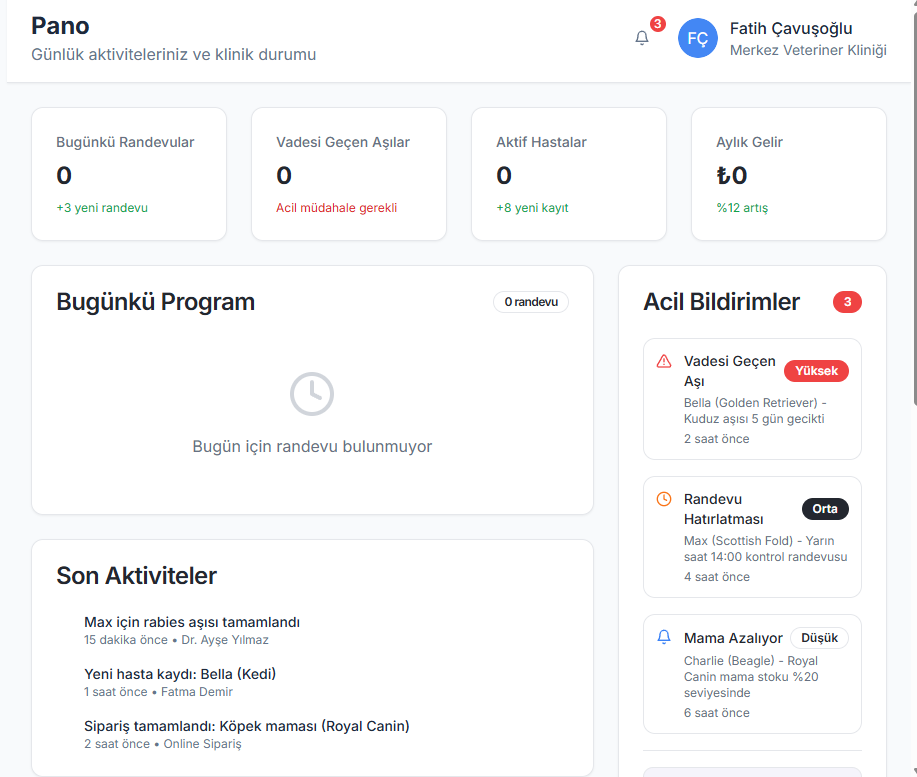 Pano
Günlük aktiviteleriniz ve klinik durumu
3
FÇ
Fatih Çavuşoğlu
Merkez Veteriner Kliniği
Bugünkü Randevular
0
+3 yeni randevu
Vadesi Geçen Aşılar
0
Acil müdahale gerekli
Aktif Hastalar
0
+8 yeni kayıt
Aylık Gelir
₺0
%12 artış
Bugünkü Program
0 randevu
Bugün için randevu bulunmuyor
Son Aktiviteler
Max için rabies aşısı tamamlandı
15 dakika önce • Dr. Ayşe Yılmaz
Yeni hasta kaydı: Bella (Kedi)
1 saat önce • Fatma Demir
Sipariş tamamlandı: Köpek maması (Royal Canin)
2 saat önce • Online Sipariş
Acil Bildirimler
3
Vadesi Geçen
Aşı
Yüksek
Bella (Golden Retriever) -
Kuduz aşısı 5 gün gecikti
2 saat önce
Randevu
Hatırlatması
Orta
Max (Scottish Fold) - Yarın
saat 14:00 kontrol randevusu
4 saat önce
Mama Azalıyor
Düşük
Charlie (Beagle) - Royal
Canin mama stoku %20
seviyesinde
6 saat önce